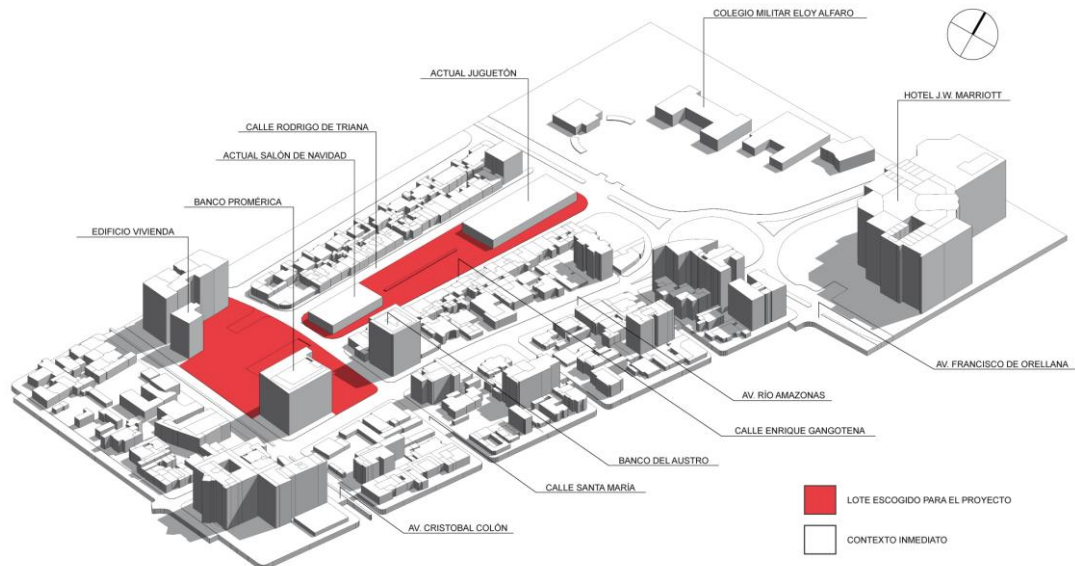 COLEGIO MILITAR ELOY ALFARO
ACTUAL JUGUETÓN
HOTEL J.W. MARRIOTT
CALLE RODRIGO DE TRIANA
ACTUAL SALÓN DE NAVIDAD
BANCO PROMÉRICA
EDIFICIO VIVIENDA
AV. FRANCISCO DE ORELLANA
AV. RÍO AMAZONAS
CALLE ENRIQUE GANGOTENA
BANCO DEL AUSTRO
CALLE SANTA MARÍA
AV. CRISTOBAL COLÓN
LOTE ESCOGIDO PARA EL PROYECTO
CONTEXTO INMEDIATO